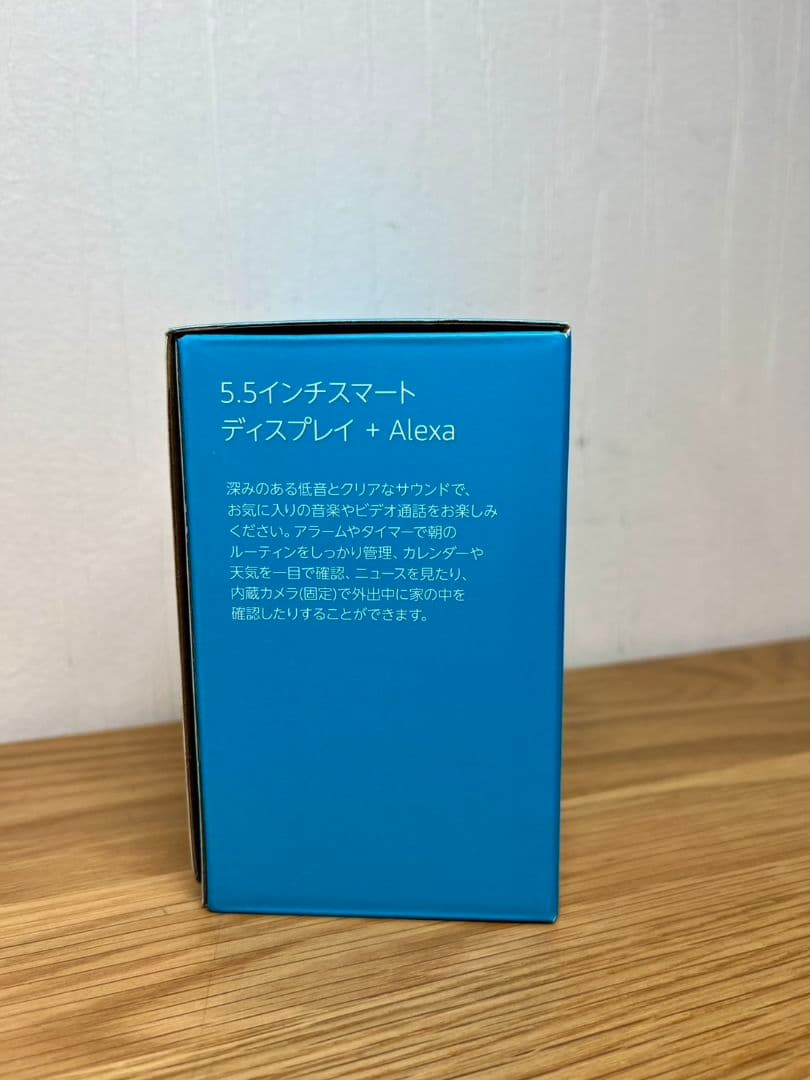 5.5インチスマート
ディスプレイ + Alexa
深みのある低音とクリアなサウンドで、
お気に入りの音楽やビデオ通話をお楽しみ
ください。アラームやタイマーで朝の
ルーティンをしっかり管理、カレンダーや
天気を一目で確認、ニュースを見たり、
内蔵カメラ(固定)で外出中に家の中を
確認したりすることができます。